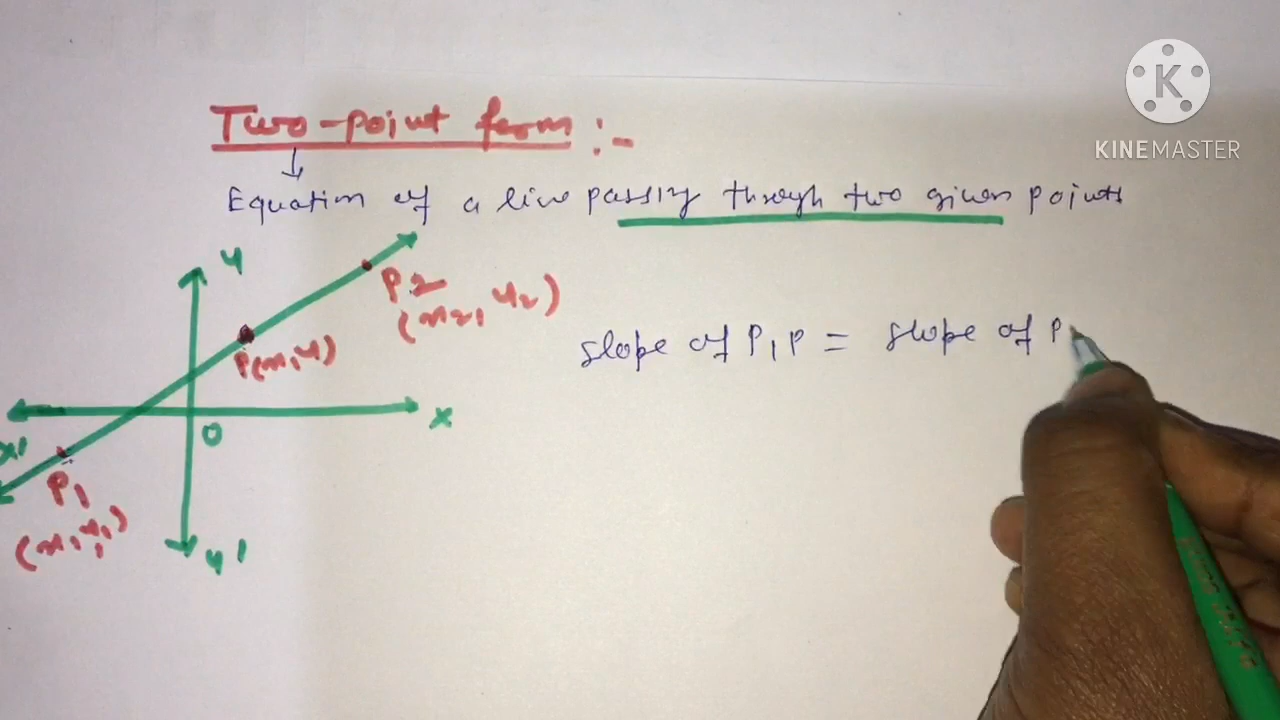 Two-point form :-
Equation of a line passing through two given points
y
P2
(x2, y2)
P(x, y)
slope of P1 P = slope of P
x' O x
P1
(x1, y1)
y'
K
KINEMASTER